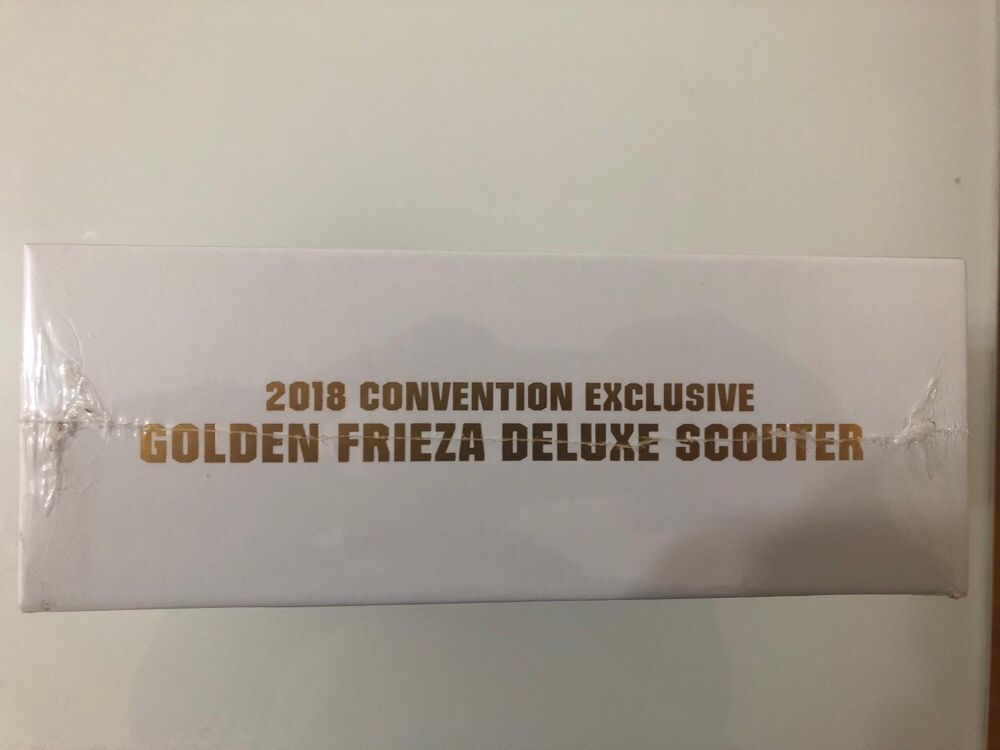 2018 CONVENTION EXCLUSIVE
GOLDEN FRIEZA DELUXE SCOUTER